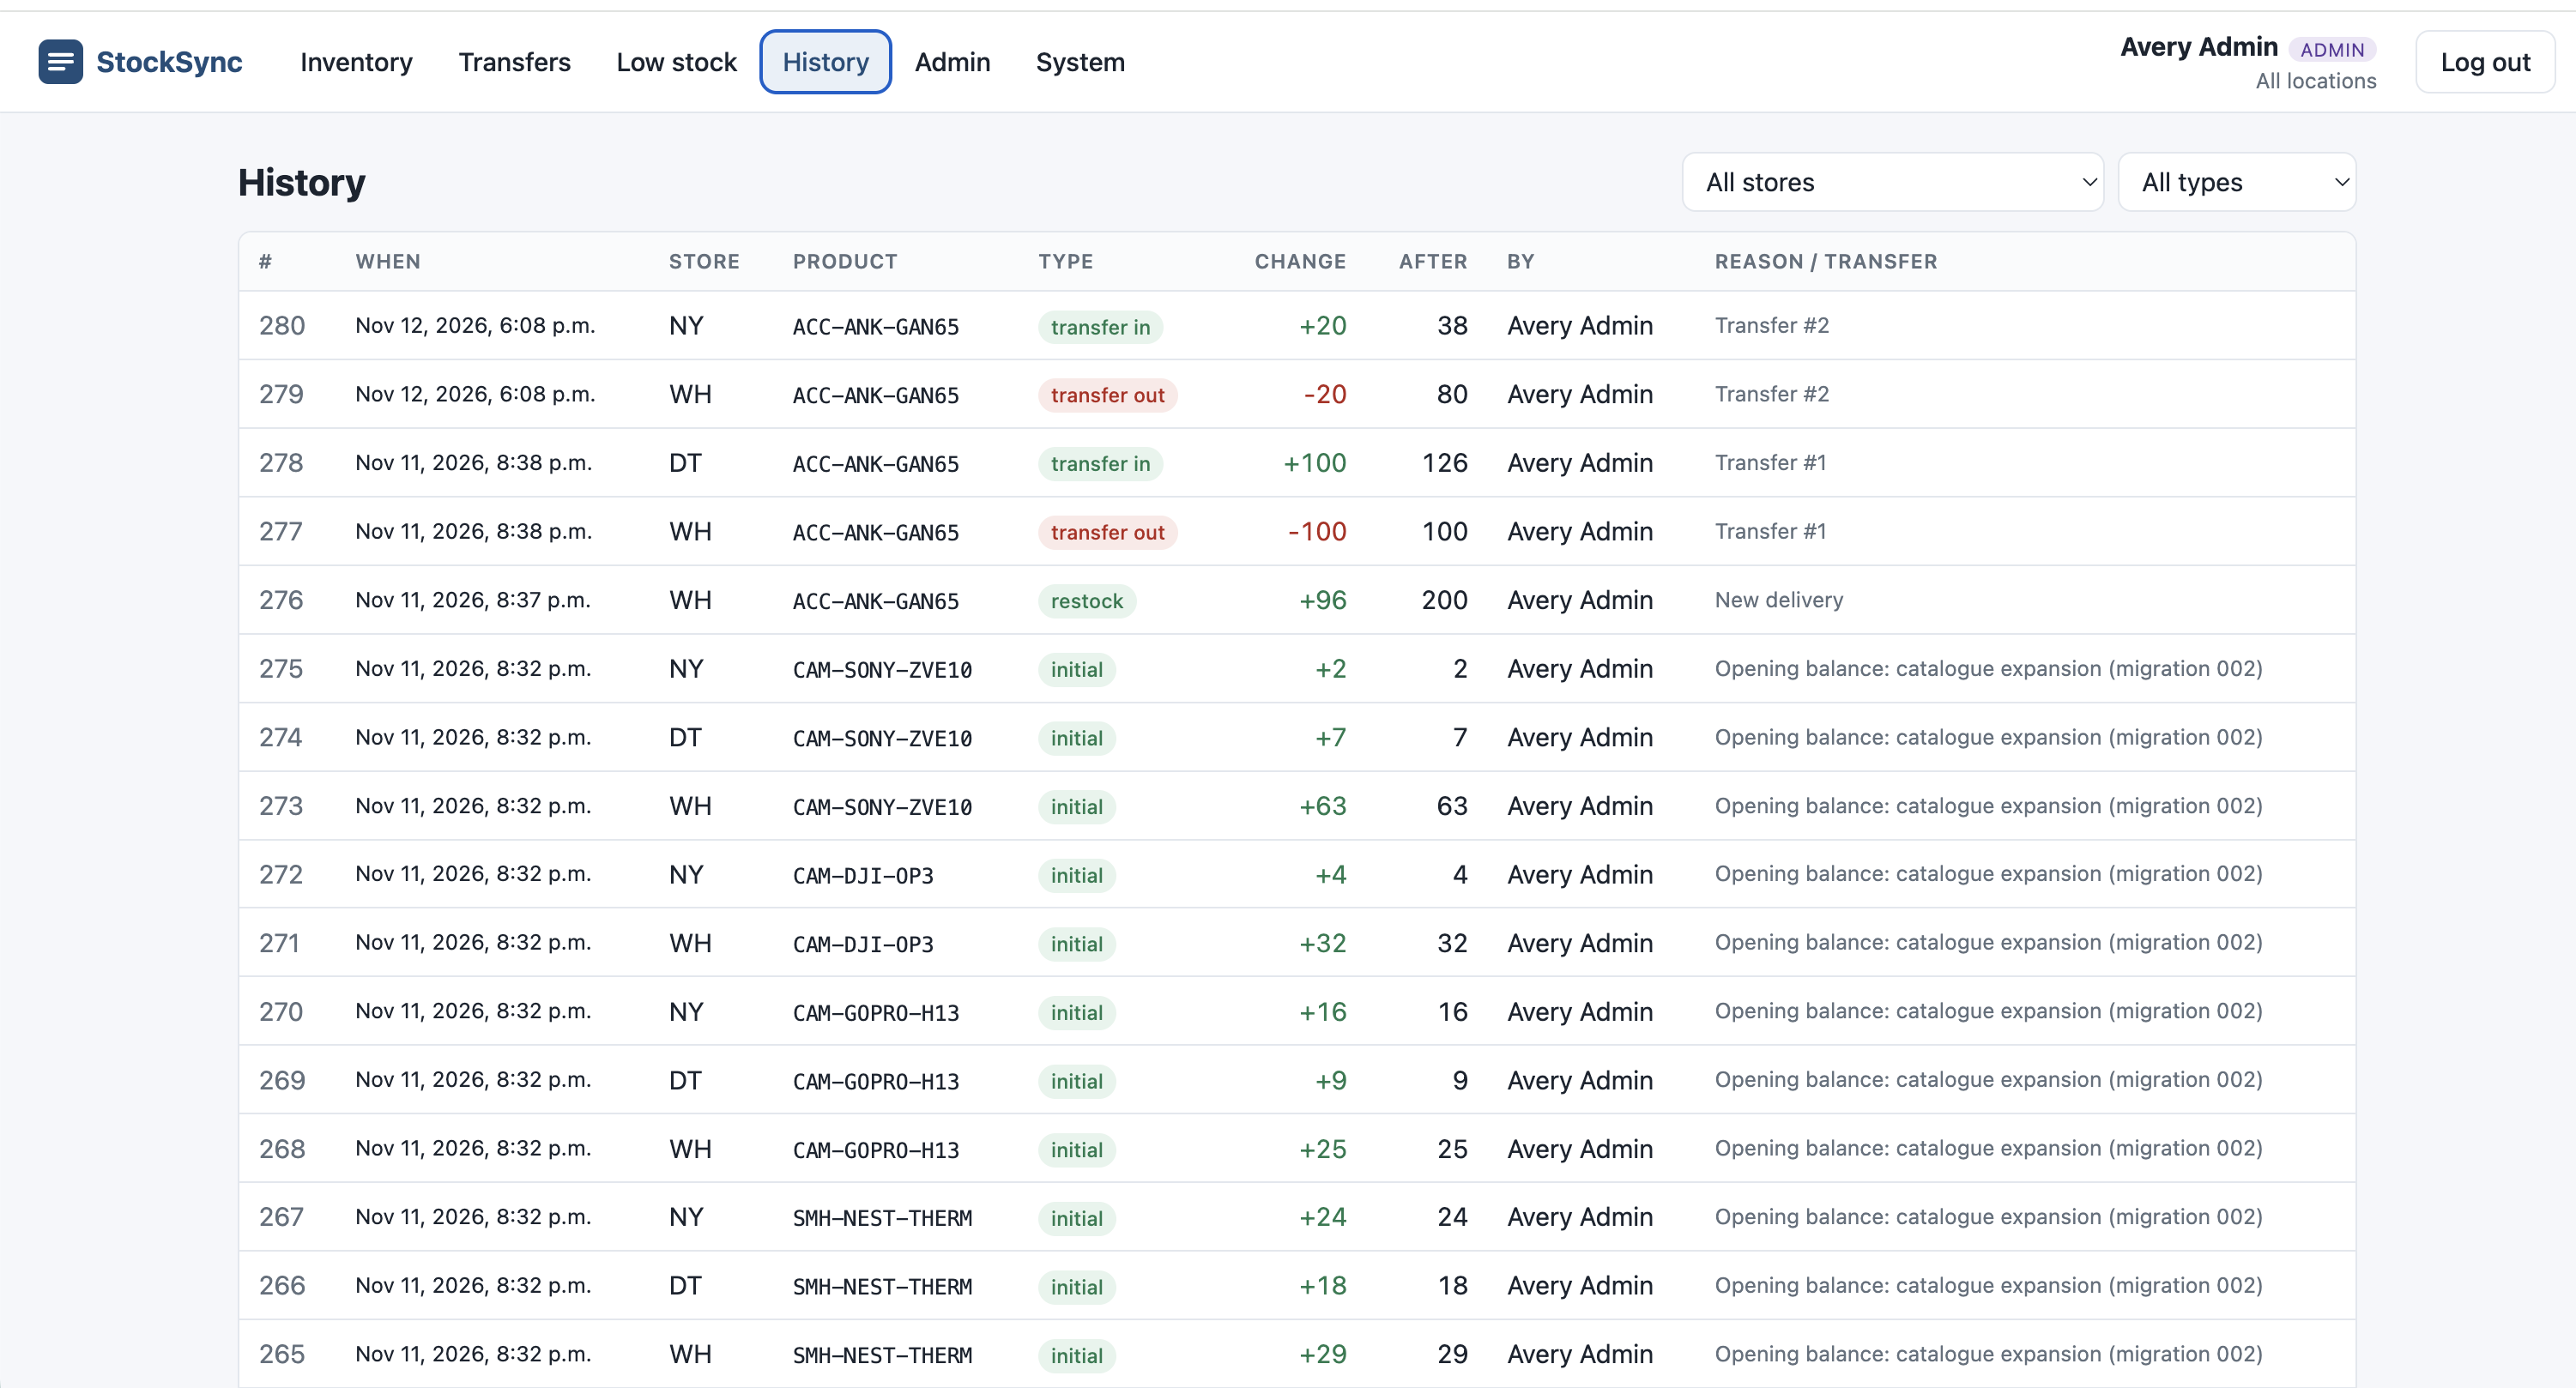 StockSync Inventory Transfers Low stock History Admin System Avery Admin ADMIN Log out
All locations
History All stores All types
# WHEN STORE PRODUCT TYPE CHANGE AFTER BY REASON / TRANSFER
280 Nov 12, 2026, 6:08 p.m. NY ACC-ANK-GAN65 transfer in +20 38 Avery Admin Transfer #2
279 Nov 12, 2026, 6:08 p.m. WH ACC-ANK-GAN65 transfer out -20 80 Avery Admin Transfer #2
278 Nov 11, 2026, 8:38 p.m. DT ACC-ANK-GAN65 transfer in +100 126 Avery Admin Transfer #1
277 Nov 11, 2026, 8:38 p.m. WH ACC-ANK-GAN65 transfer out -100 100 Avery Admin Transfer #1
276 Nov 11, 2026, 8:37 p.m. WH ACC-ANK-GAN65 restock +96 200 Avery Admin New delivery
275 Nov 11, 2026, 8:32 p.m. NY CAM-SONY-ZVE10 initial +2 2 Avery Admin Opening balance: catalogue expansion (migration 002)
274 Nov 11, 2026, 8:32 p.m. DT CAM-SONY-ZVE10 initial +7 7 Avery Admin Opening balance: catalogue expansion (migration 002)
273 Nov 11, 2026, 8:32 p.m. WH CAM-SONY-ZVE10 initial +63 63 Avery Admin Opening balance: catalogue expansion (migration 002)
272 Nov 11, 2026, 8:32 p.m. NY CAM-DJI-OP3 initial +4 4 Avery Admin Opening balance: catalogue expansion (migration 002)
271 Nov 11, 2026, 8:32 p.m. WH CAM-DJI-OP3 initial +32 32 Avery Admin Opening balance: catalogue expansion (migration 002)
270 Nov 11, 2026, 8:32 p.m. NY CAM-GOPRO-H13 initial +16 16 Avery Admin Opening balance: catalogue expansion (migration 002)
269 Nov 11, 2026, 8:32 p.m. DT CAM-GOPRO-H13 initial +9 9 Avery Admin Opening balance: catalogue expansion (migration 002)
268 Nov 11, 2026, 8:32 p.m. WH CAM-GOPRO-H13 initial +25 25 Avery Admin Opening balance: catalogue expansion (migration 002)
267 Nov 11, 2026, 8:32 p.m. NY SMH-NEST-THERM initial +24 24 Avery Admin Opening balance: catalogue expansion (migration 002)
266 Nov 11, 2026, 8:32 p.m. DT SMH-NEST-THERM initial +18 18 Avery Admin Opening balance: catalogue expansion (migration 002)
265 Nov 11, 2026, 8:32 p.m. WH SMH-NEST-THERM initial +29 29 Avery Admin Opening balance: catalogue expansion (migration 002)